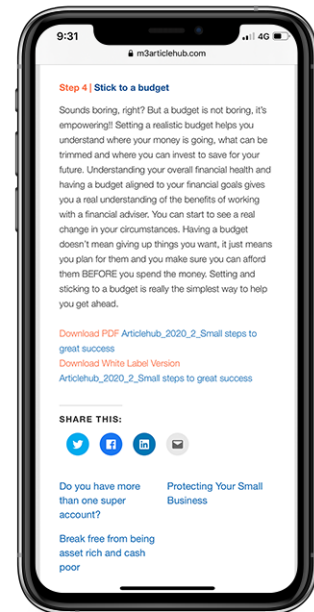 9:31
4G
m3articlehub.com
Step 4 | Stick to a budget
Sounds boring, right? But a budget is not boring, it's
empowering!! Setting a realistic budget helps you
understand where your money is going, what can be
trimmed and where you can invest to save for your
future. Understanding your overall financial health and
having a budget aligned to your financial goals gives
you a real understanding of the benefits of working
with a financial adviser. You can start to see a real
change in your circumstances. Having a budget
doesn't mean giving up things you want, it just means
you plan for them and you make sure you can afford
them BEFORE you spend the money. Setting and
sticking to a budget is really the simplest way to help
you get ahead.
Download PDF Articlehub_2020_2_Small steps to
great success
Download White Label Version
Articlehub_2020_2_Small steps to great success
SHARE THIS:
Do you have more
than one super
account?
Protecting Your Small
Business
Break free from being
asset rich and cash
poor